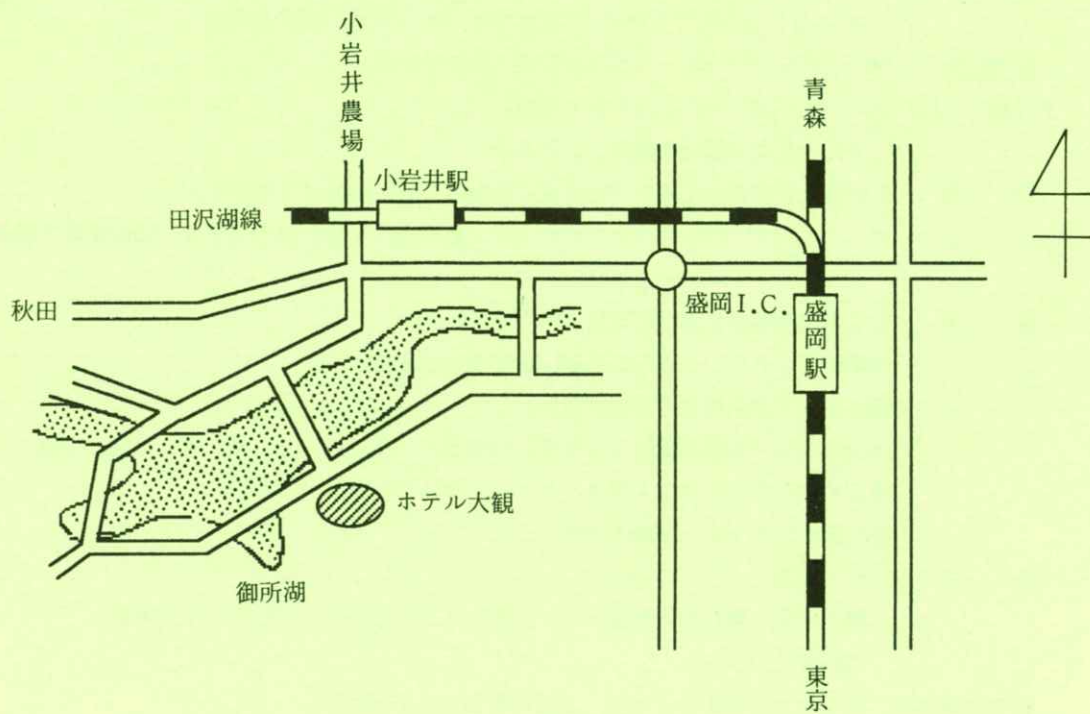 小岩井農場
青森
小岩井駅
田沢湖線
秋田
盛岡I.C.
盛岡駅
ホテル大観
御所湖
東京